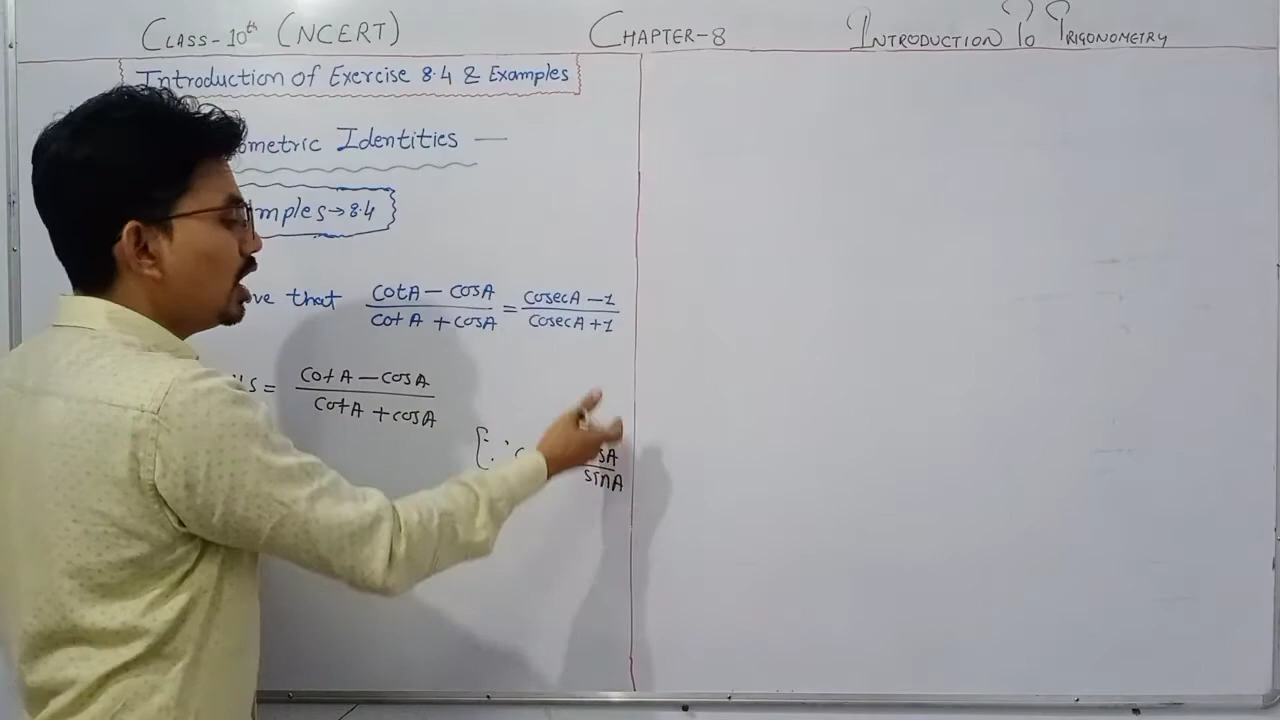 CLASS-10th (NCERT) CHAPTER-8 INTRODUCTION TO TRIGONOMETRY
Introduction of Exercise 8.4 & Examples
ometric Identities —
mples→8.4
ve that cotA – cosA / cotA + cosA = cosecA – 1 / cosecA + 1
S = cotA – cosA / cotA + cosA
[∵ c sA / sinA